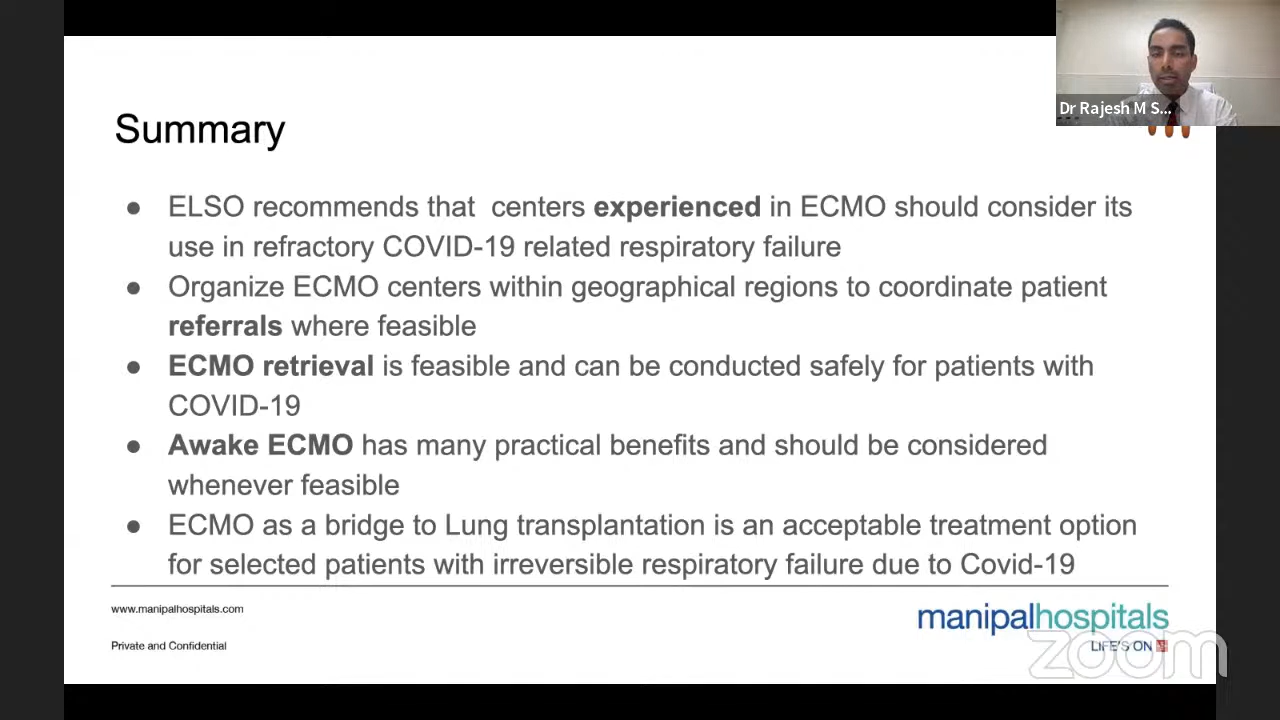 Dr Rajesh M S...
Summary
● ELSO recommends that centers experienced in ECMO should consider its
use in refractory COVID-19 related respiratory failure
● Organize ECMO centers within geographical regions to coordinate patient
referrals where feasible
● ECMO retrieval is feasible and can be conducted safely for patients with
COVID-19
● Awake ECMO has many practical benefits and should be considered
whenever feasible
● ECMO as a bridge to Lung transplantation is an acceptable treatment option
for selected patients with irreversible respiratory failure due to Covid-19
www.manipalhospitals.com
Private and Confidential
manipalhospitals
LIFE'S ON
zoom